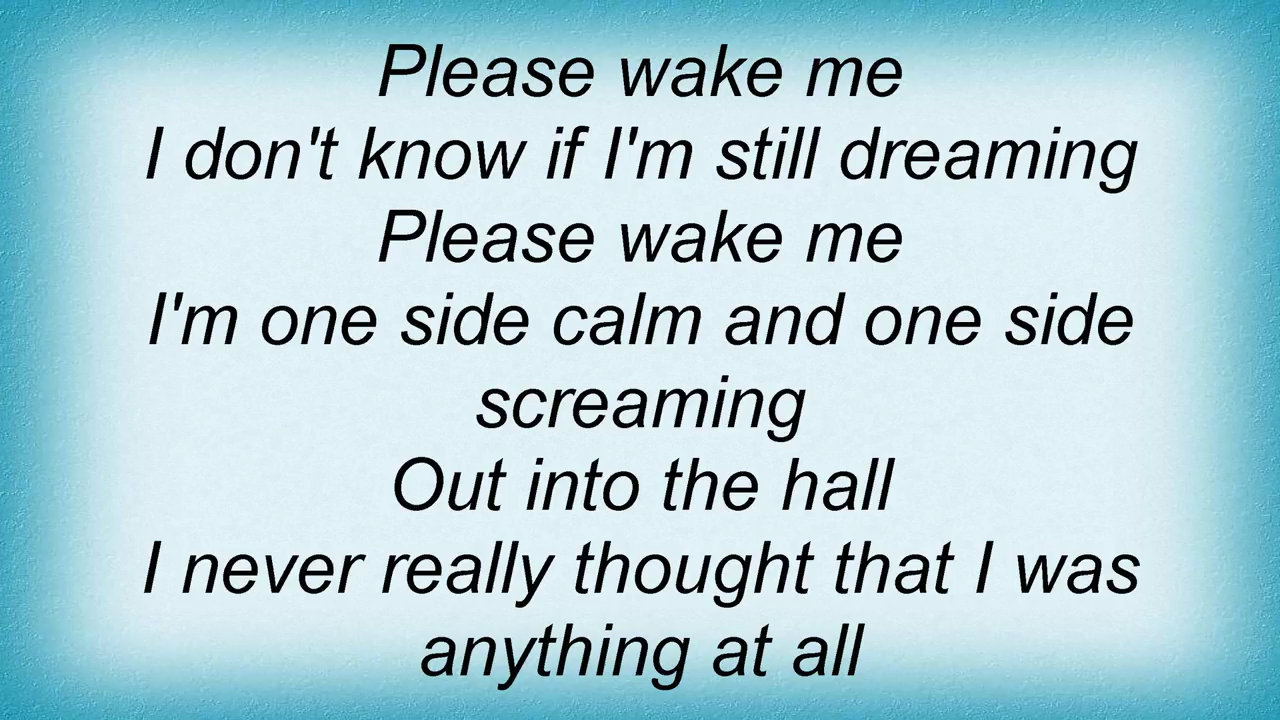 Please wake me
I don't know if I'm still dreaming
Please wake me
I'm one side calm and one side
screaming
Out into the hall
I never really thought that I was
anything at all